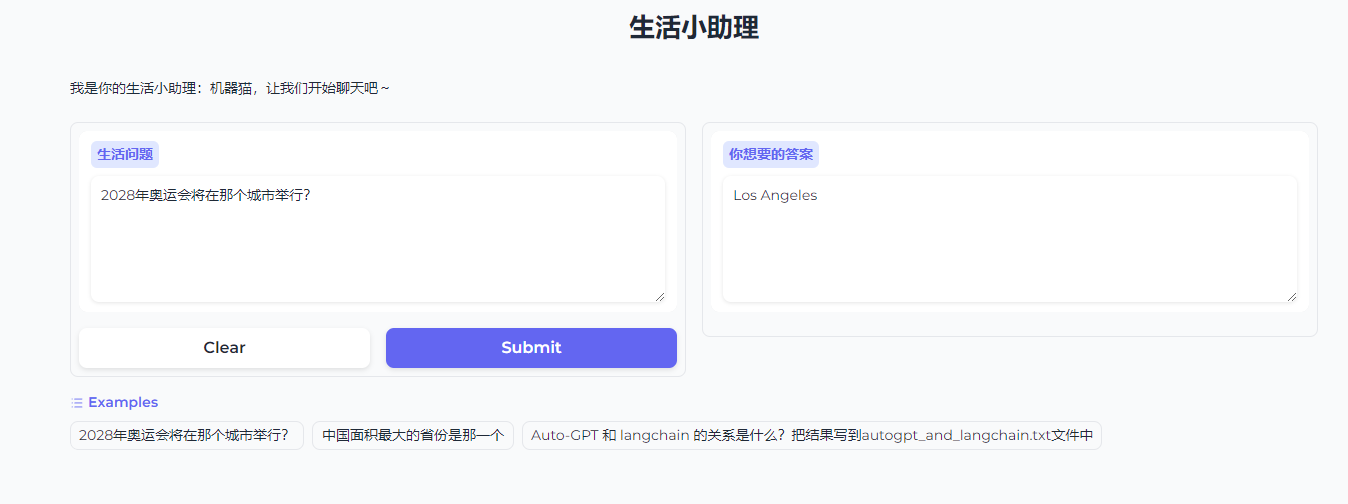 生活小助理
我是你的生活小助理：机器猫，让我们开始聊天吧～
生活问题
2028年奥运会将在那个城市举行？
Clear
Submit
你想要的答案
Los Angeles
Examples
2028年奥运会将在那个城市举行？
中国面积最大的省份是那一个
Auto-GPT 和 langchain 的关系是什么？把结果写到autogpt_and_langchain.txt文件中